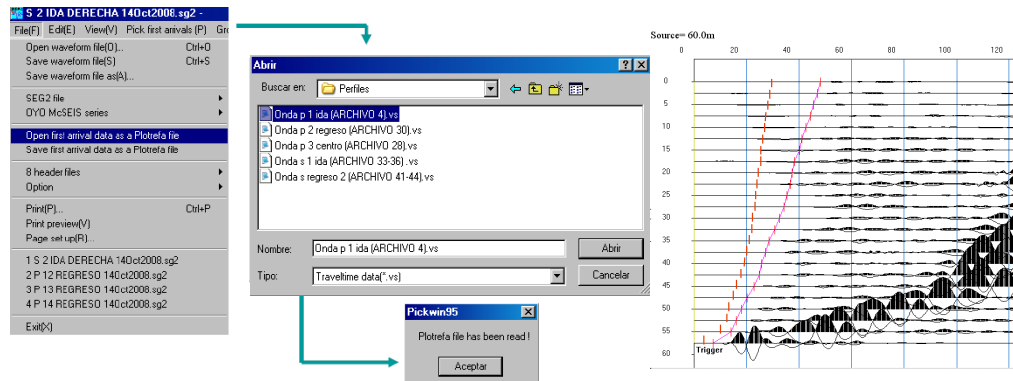 S 2 IDA DERECHA 14Oct2008.sg2 -
File(F) Edit(E) View(V) Pick first arrivals (P) Gro
Open waveform file(O)... Ctrl+O
Save waveform file(S) Ctrl+S
Save waveform file as(A)...
SEG2 file
OYO McSEIS series
Open first arrival data as a Plotrefa file
Save first arrival data as a Plotrefa file
8 header files
Option
Print(P)... Ctrl+P
Print preview(V)
Page set up(R)...
1 S 2 IDA DERECHA 14Oct2008.sg2
2 P 12 REGRESO 14Oct2008.sg2
3 P 13 REGRESO 14Oct2008.sg2
4 P 14 REGRESO 14Oct2008.sg2
Exit(X)
Abrir
Buscar en: Perfiles
Onda p 1 ida (ARCHIVO 4).vs
Onda p 2 regreso (ARCHIVO 30).vs
Onda p 3 centro (ARCHIVO 28).vs
Onda s 1 ida (ARCHIVO 33-36) .vs
Onda s regreso 2 (ARCHIVO 41-44).vs
Nombre: Onda p 1 ida (ARCHIVO 4).vs Abrir
Tipo: Traveltime data(*.vs) Cancelar
Pickwin95
Plotrefa file has been read !
Aceptar
Source= 60.0m
0 20 40 60 80 100 120
0
5
10
15
20
25
30
35
40
45
50
55
60
Trigger